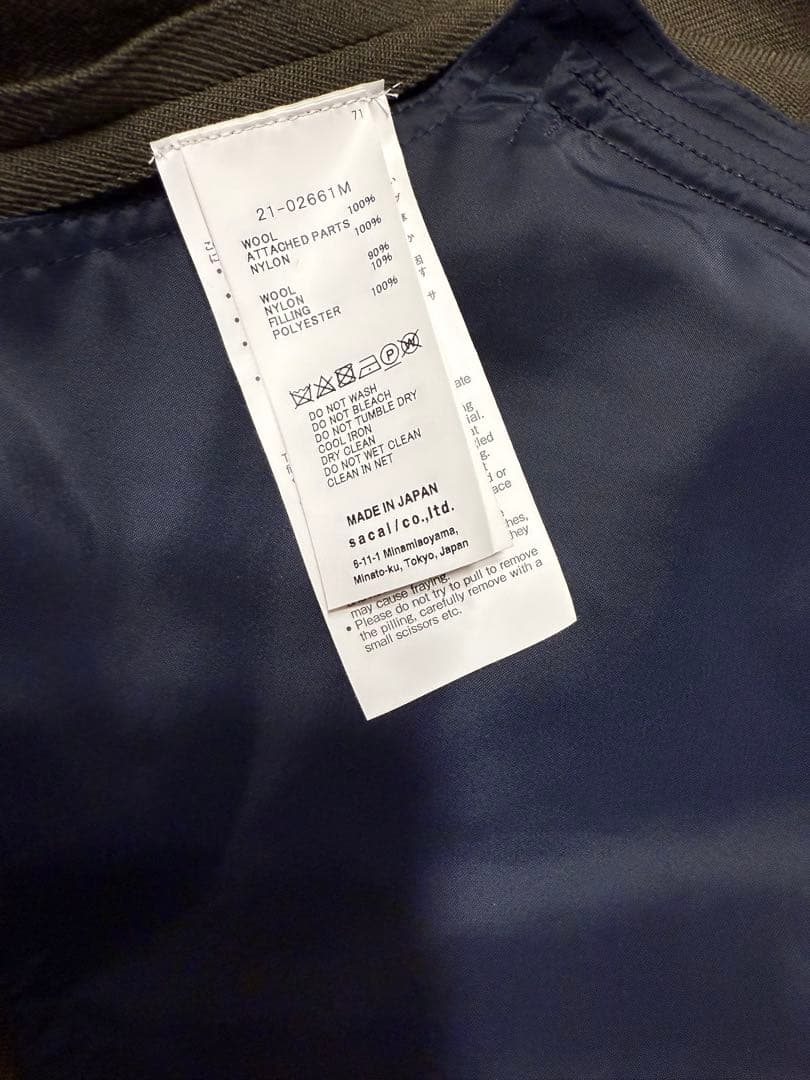 71
21-02661M
WOOL 100%
ATTACHED PARTS
NYLON 100%
WOOL 90%
NYLON 10%
FILLING
POLYESTER 100%
P
W
DO NOT WASH
DO NOT BLEACH
DO NOT TUMBLE DRY
COOL IRON
DRY CLEAN
DO NOT WET CLEAN
CLEAN IN NET
MADE IN JAPAN
sacai/co.,ltd.
6-11-1 Minamiaoyama,
Minato-ku, Tokyo, Japan
may cause fraying.
• Please do not try to pull to remove
the pilling, carefully remove with a
small scissors etc.